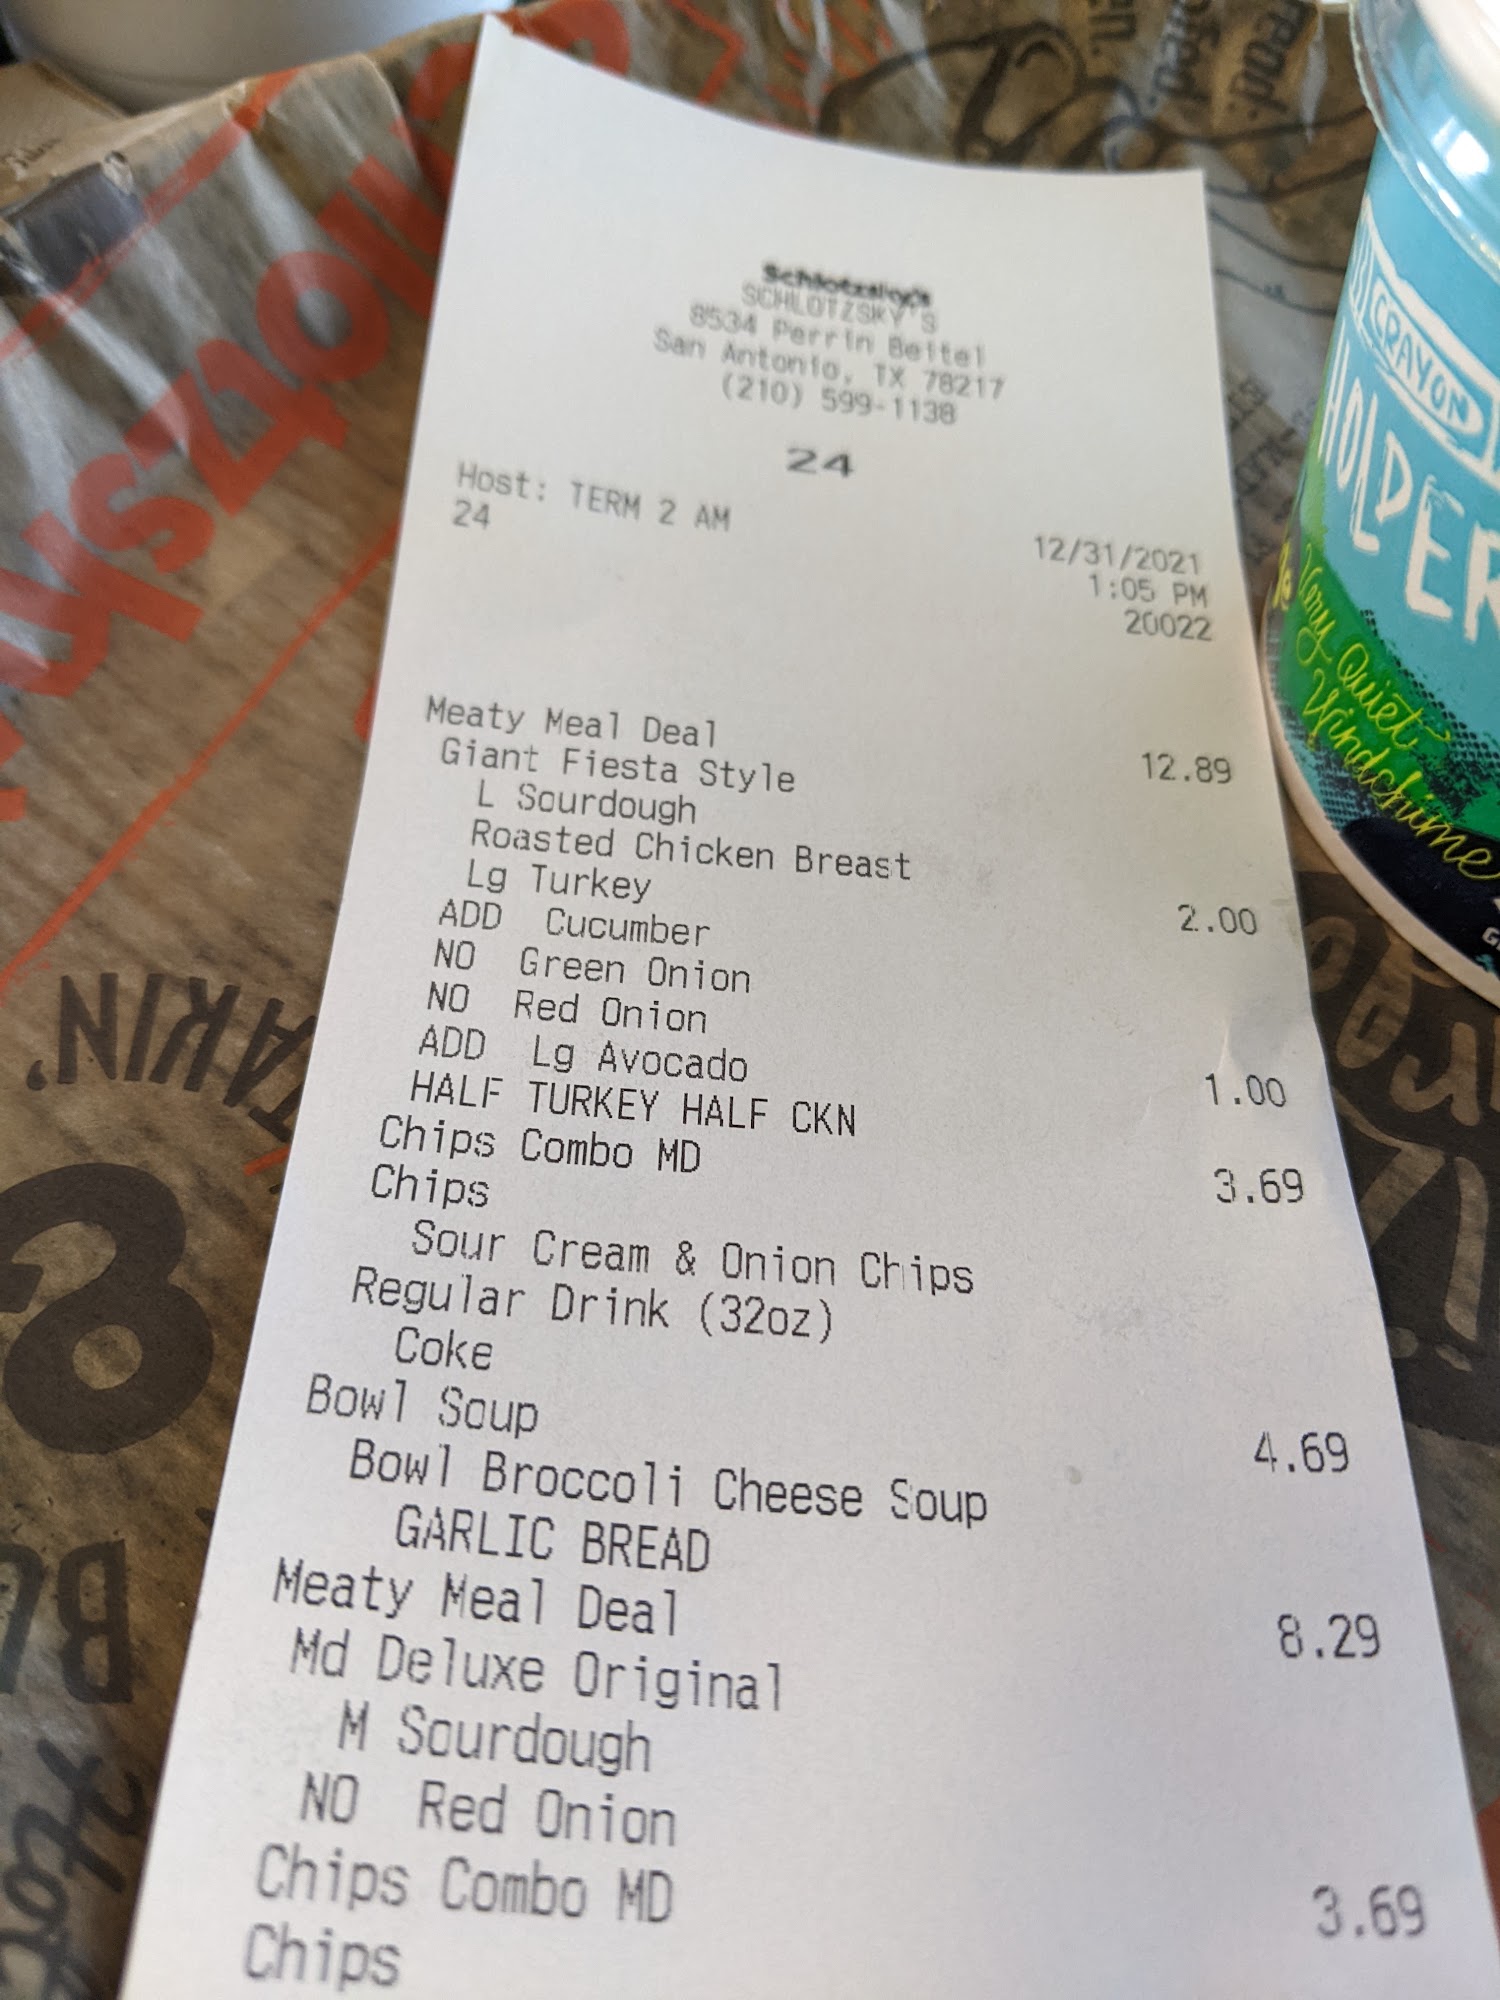 Schlotzsky's
SCHLOTZSKY'S
8534 Perrin Beitel
San Antonio, TX 78217
(210) 599-1138
24
Host: TERM 2 AM
12/31/2021
24
1:05 PM
20022
Meaty Meal Deal
Giant Fiesta Style 12.89
L Sourdough
Roasted Chicken Breast
Lg Turkey 2.00
ADD Cucumber
NO Green Onion
NO Red Onion
ADD Lg Avocado 1.00
HALF TURKEY HALF CKN
Chips Combo MD 3.69
Chips
Sour Cream & Onion Chips
Regular Drink (32oz)
Coke
Bowl Soup 4.69
Bowl Broccoli Cheese Soup
GARLIC BREAD
Meaty Meal Deal
Md Deluxe Original 8.29
M Sourdough
NO Red Onion
Chips Combo MD 3.69
Chips
CRAYON
HOLDER
Very Quiet
Windchime
TAKIN'